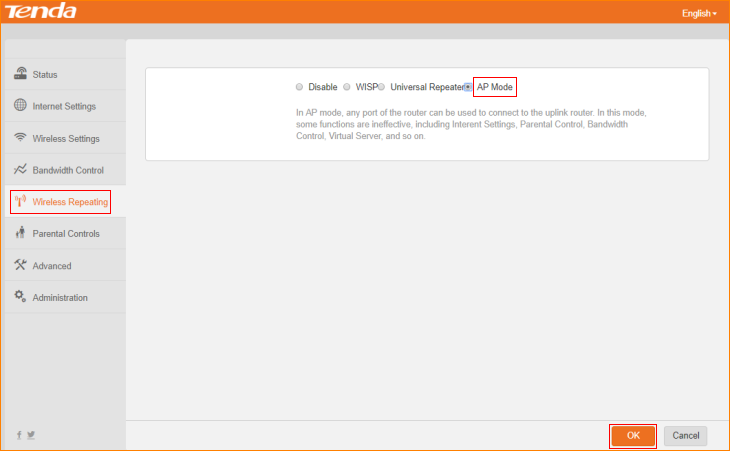 Tenda
English
Status
Internet Settings
Wireless Settings
Bandwidth Control
Wireless Repeating
Parental Controls
Advanced
Administration
Disable WISP Universal Repeater AP Mode
In AP mode, any port of the router can be used to connect to the uplink router. In this mode,
some functions are ineffective, including Interent Settings, Parental Control, Bandwidth
Control, Virtual Server, and so on.
OK Cancel